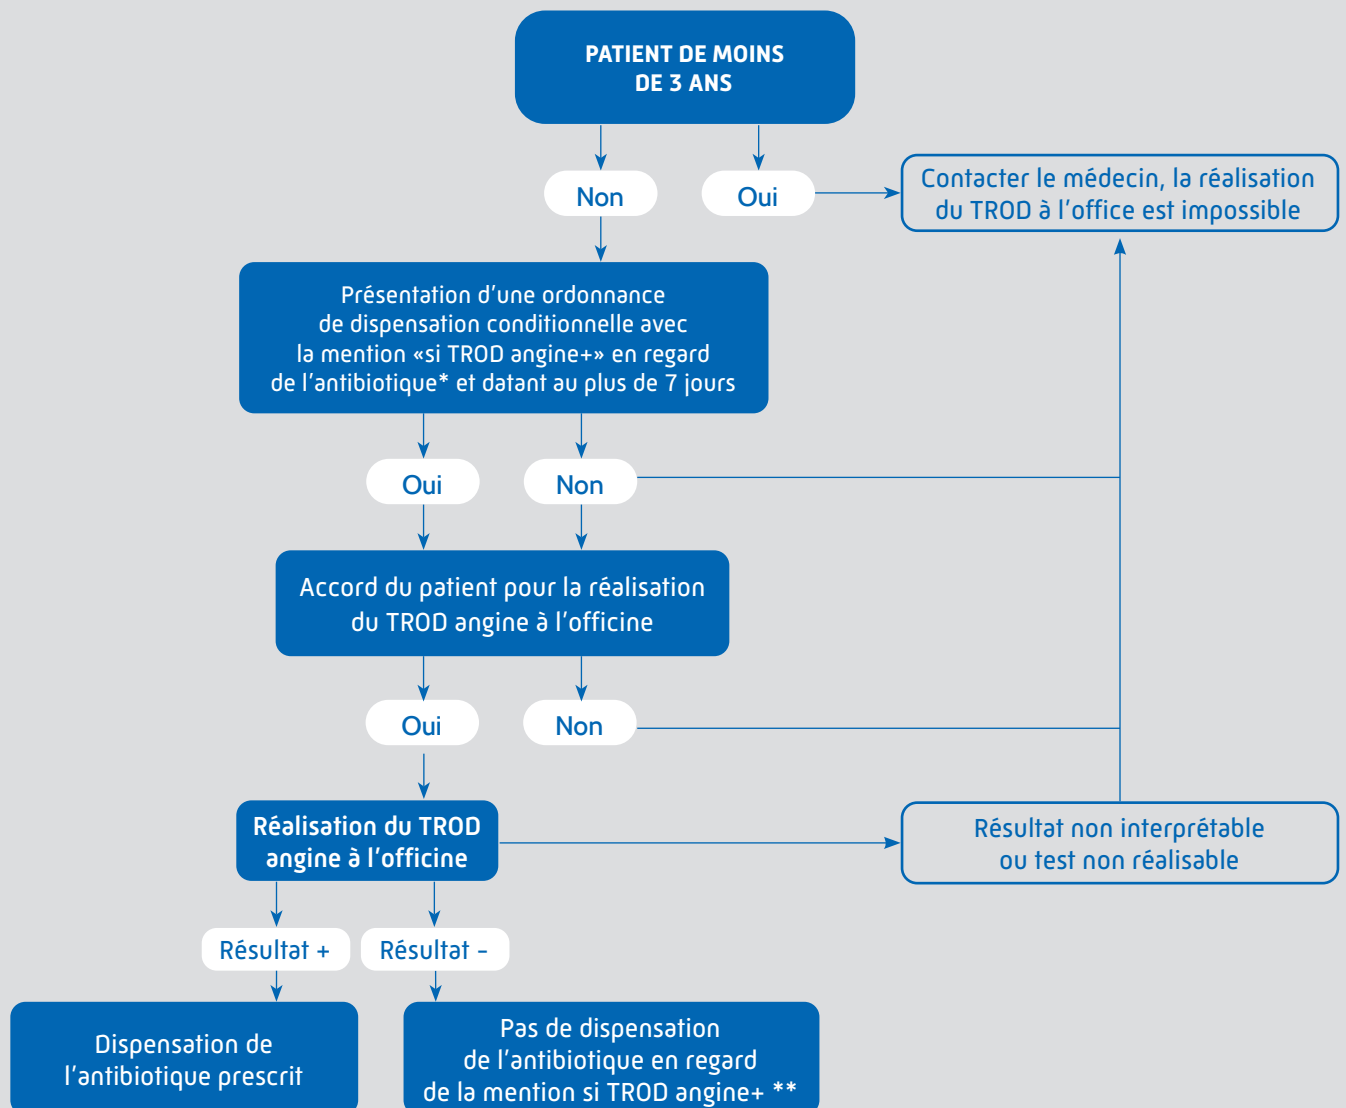 PATIENT DE MOINS
DE 3 ANS
Non
Oui
Contacter le médecin, la réalisation
du TROD à l'office est impossible
Présentation d'une ordonnance
de dispensation conditionnelle avec
la mention «si TROD angine+» en regard
de l'antibiotique* et datant au plus de 7 jours
Oui
Non
Accord du patient pour la réalisation
du TROD angine à l'officine
Oui
Non
Réalisation du TROD
angine à l'officine
Résultat non interprétable
ou test non réalisable
Résultat +
Résultat -
Dispensation de
l'antibiotique prescrit
Pas de dispensation
de l'antibiotique en regard
de la mention si TROD angine+ **